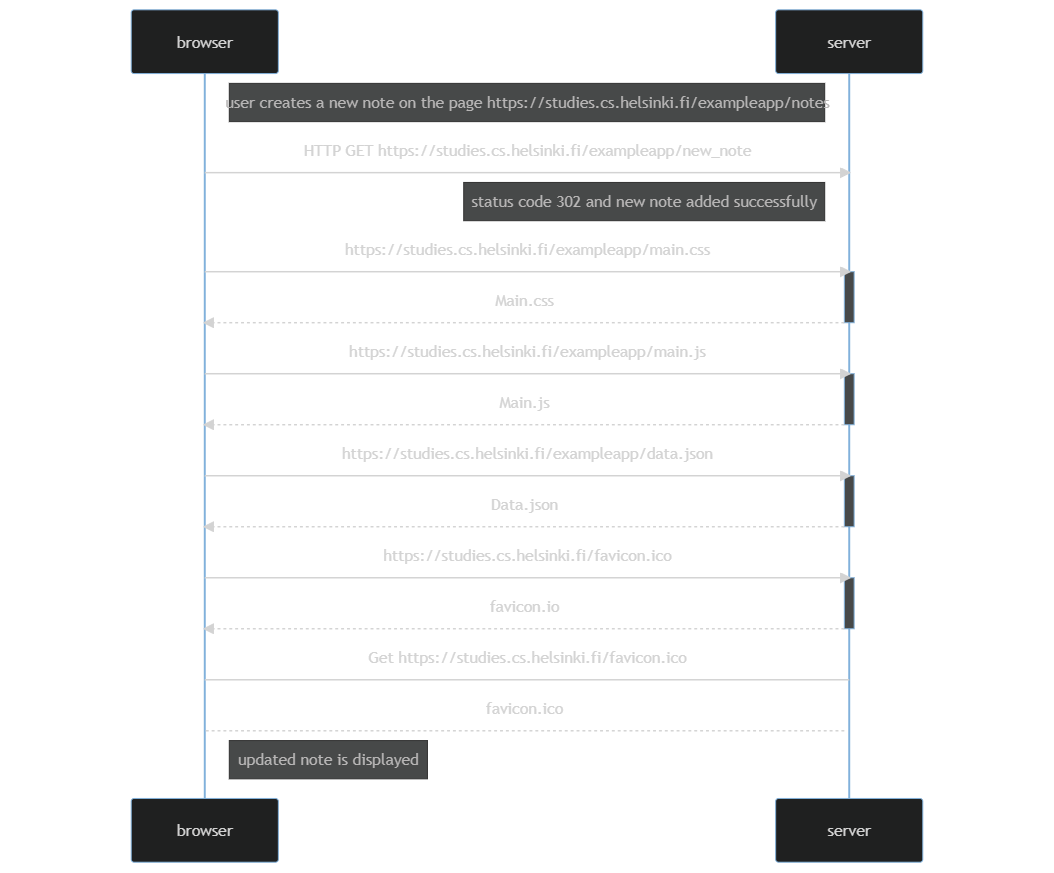 browser
server
user creates a new note on the page https://studies.cs.helsinki.fi/exampleapp/notes
HTTP GET https://studies.cs.helsinki.fi/exampleapp/new_note
status code 302 and new note added successfully
https://studies.cs.helsinki.fi/exampleapp/main.css
Main.css
https://studies.cs.helsinki.fi/exampleapp/main.js
Main.js
https://studies.cs.helsinki.fi/exampleapp/data.json
Data.json
https://studies.cs.helsinki.fi/favicon.ico
favicon.io
Get https://studies.cs.helsinki.fi/favicon.ico
favicon.ico
updated note is displayed
browser
server